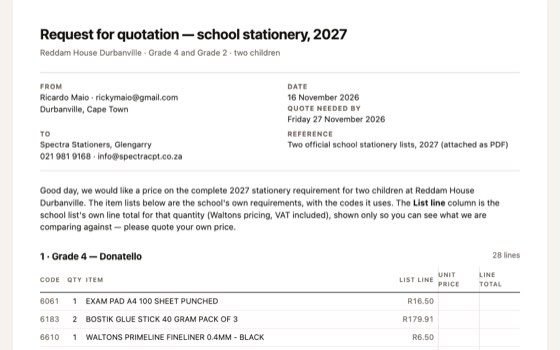 Request for quotation — school stationery, 2027
Reddam House Durbanville · Grade 4 and Grade 2 · two children
FROM
Ricardo Maio · rickymaio@gmail.com
Durbanville, Cape Town
DATE
16 November 2026
QUOTE NEEDED BY
Friday 27 November 2026
TO
Spectra Stationers, Glengarry
021 981 9168 · info@spectracpt.co.za
REFERENCE
Two official school stationery lists, 2027 (attached as PDF)
Good day, we would like a price on the complete 2027 stationery requirement for two children at Reddam House
Durbanville. The item lists below are the school's own requirements, with the codes it uses. The List line column is the
school list's own line total for that quantity (Waltons pricing, VAT included), shown only so you can see what we are
comparing against — please quote your own price.
1 · Grade 4 — Donatello 28 lines
CODE QTY ITEM LIST LINE UNIT PRICE LINE TOTAL
6061 1 EXAM PAD A4 100 SHEET PUNCHED R16.50
6183 2 BOSTIK GLUE STICK 40 GRAM PACK OF 3 R179.91
6610 1 WALTONS PRIMELINE FINELINER 0.4MM - BLACK R6.50